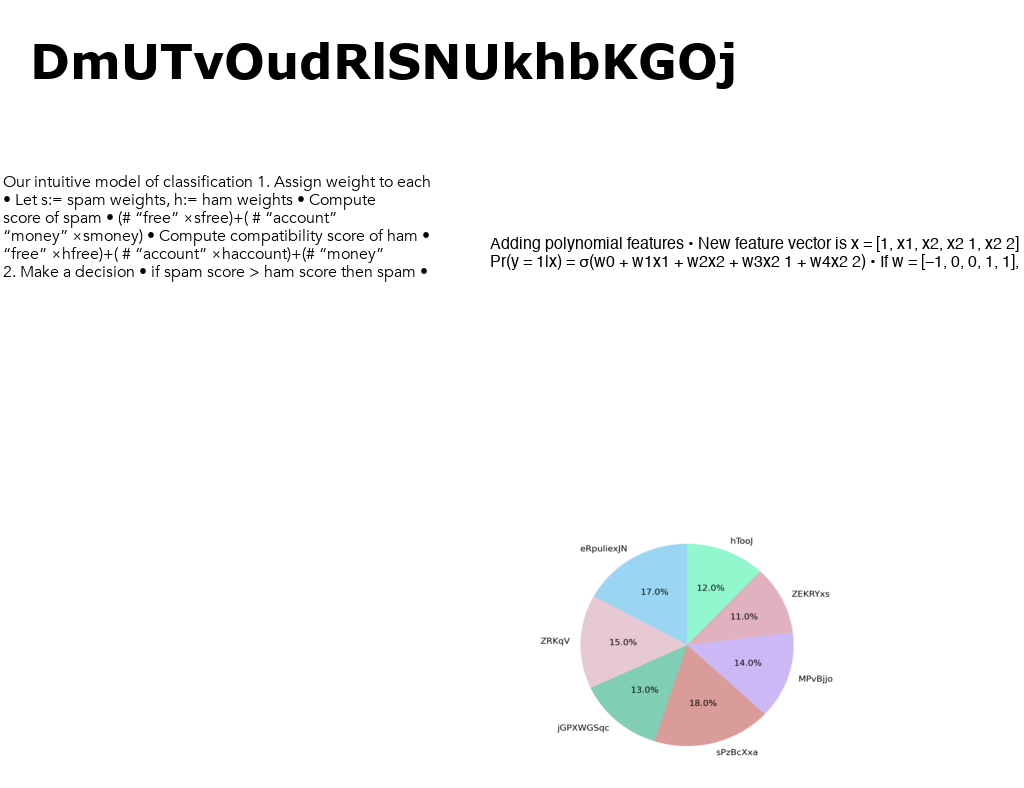 DmUTvOudRlSNUkhbKGOj
Our intuitive model of classification 1. Assign weight to each
• Let s:= spam weights, h:= ham weights • Compute
score of spam • (# “free” ×sfree)+( # “account”
“money” ×smoney) • Compute compatibility score of ham •
“free” ×hfree)+( # “account” ×haccount)+(# “money”
2. Make a decision • if spam score > ham score then spam •
Adding polynomial features • New feature vector is x = [1, x1, x2, x2 1, x2 2]
Pr(y = 1|x) = σ(w0 + w1x1 + w2x2 + w3x2 1 + w4x2 2) • If w = [–1, 0, 0, 1, 1],
hTooJ
eRpuliexJN
12.0%
17.0%
ZEKRYxs
11.0%
ZRKqV
15.0%
14.0%
MPvBjjo
13.0%
18.0%
jGPXWGSqc
sPzBcXxa